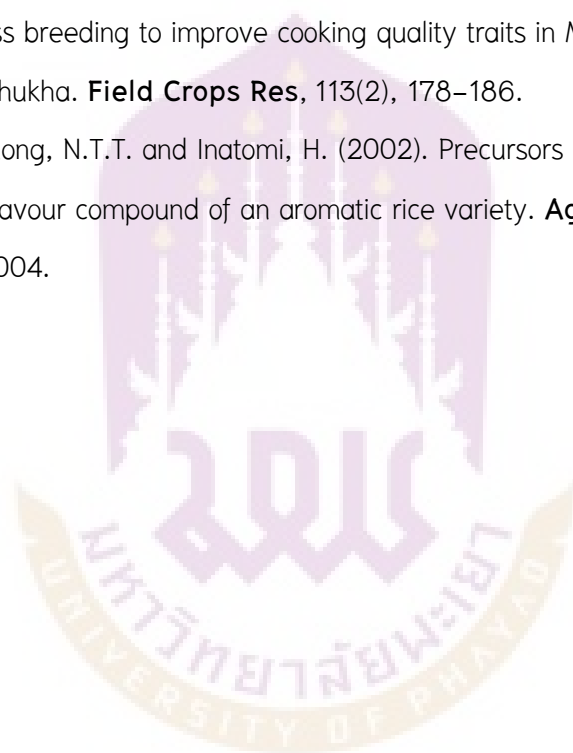 ss breeding to improve cooking quality traits in M
hukha. Field Crops Res, 113(2), 178–186.
ong, N.T.T. and Inatomi, H. (2002). Precursors
avour compound of an aromatic rice variety. Ag
004.
มหาวิทยาลัยพะเยา
UNIVERSITY OF PHAYAO